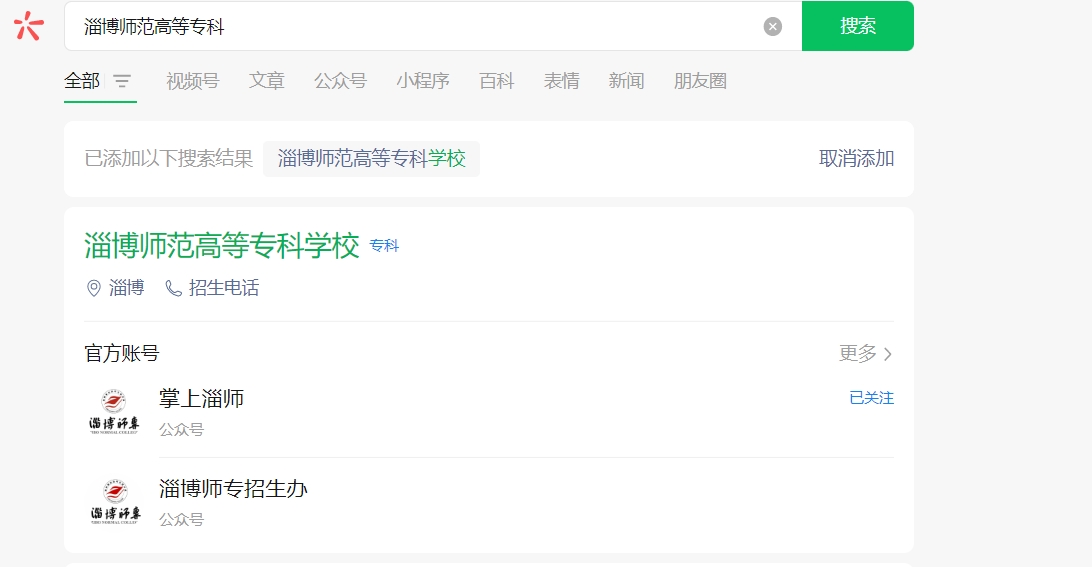 淄博师范高等专科
搜索
全部 视频号 文章 公众号 小程序 百科 表情 新闻 朋友圈
已添加以下搜索结果 淄博师范高等专科学校 取消添加
淄博师范高等专科学校 专科
淄博 招生电话
官方账号 更多
掌上淄师 已关注
淄博师专
公众号
淄博师专招生办
淄博师专
公众号